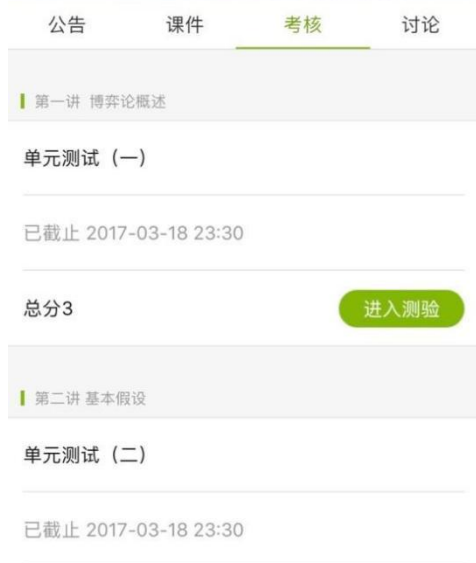 公告 课件 考核 讨论
第一讲 博弈论概述
单元测试（一）
已截止 2017-03-18 23:30
总分3 进入测验
第二讲 基本假设
单元测试（二）
已截止 2017-03-18 23:30